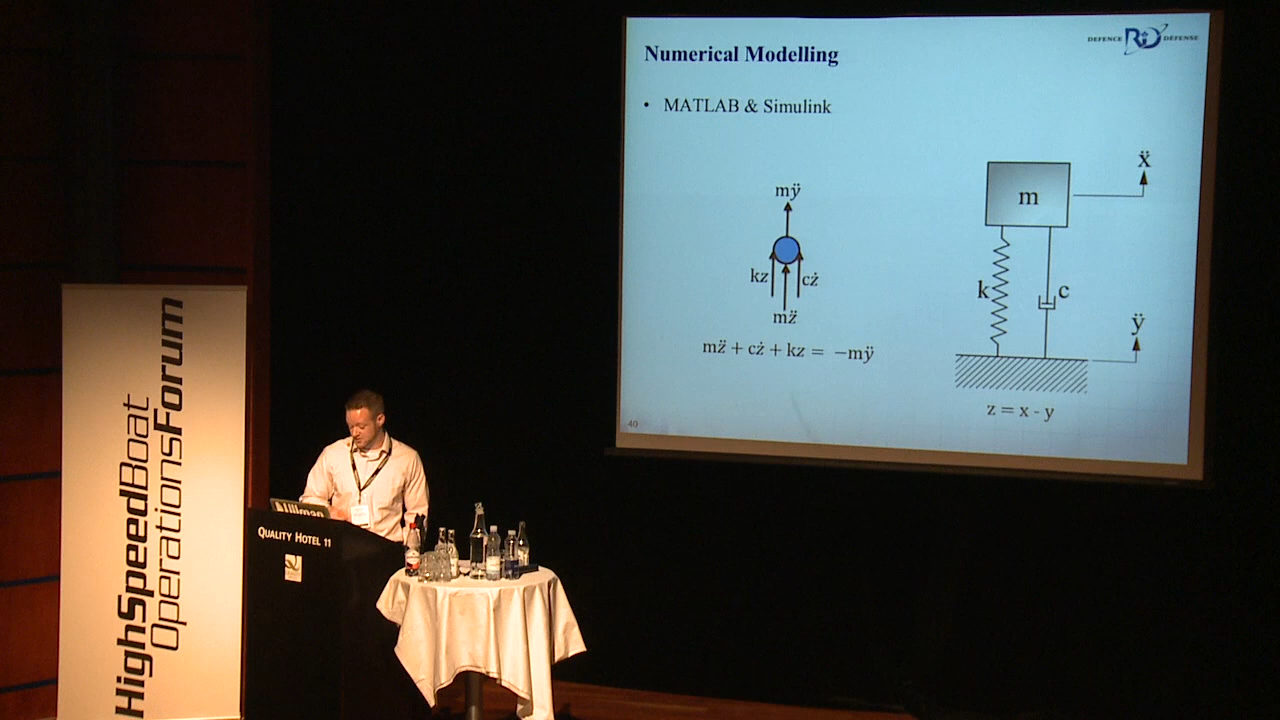 Numerical Modelling
DEFENCE R&D DÉFENSE
• MATLAB & Simulink
mÿ
kz
cż
mz̈
mz̈ + cż + kz = −mÿ
ẍ
m
k
c
ÿ
z = x - y
40
HighSpeedBoat
OperationsForum
Ullman
QUALITY HOTEL 11